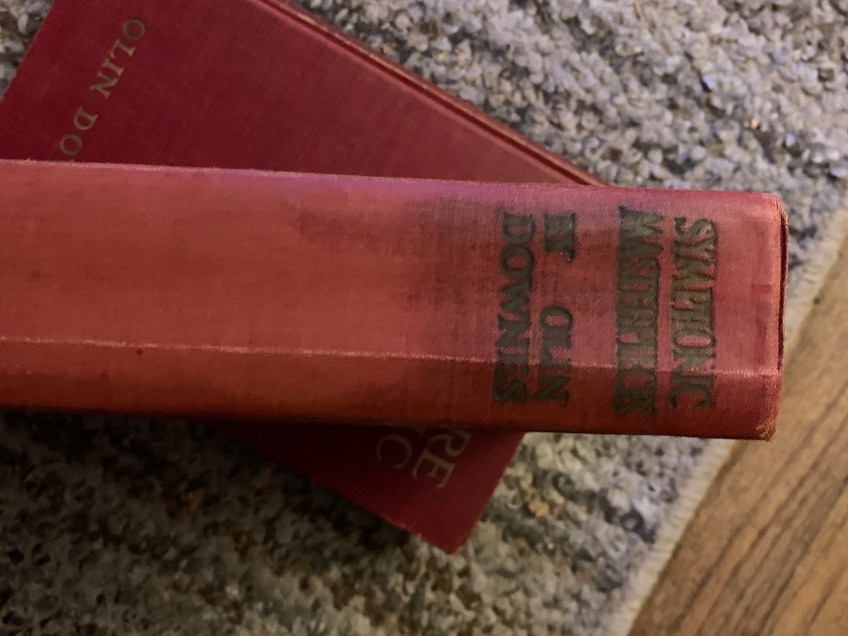 SYMPHONIC
MASTERPIECES
BY OLIN
DOWNES
OLIN DO
RE
IC